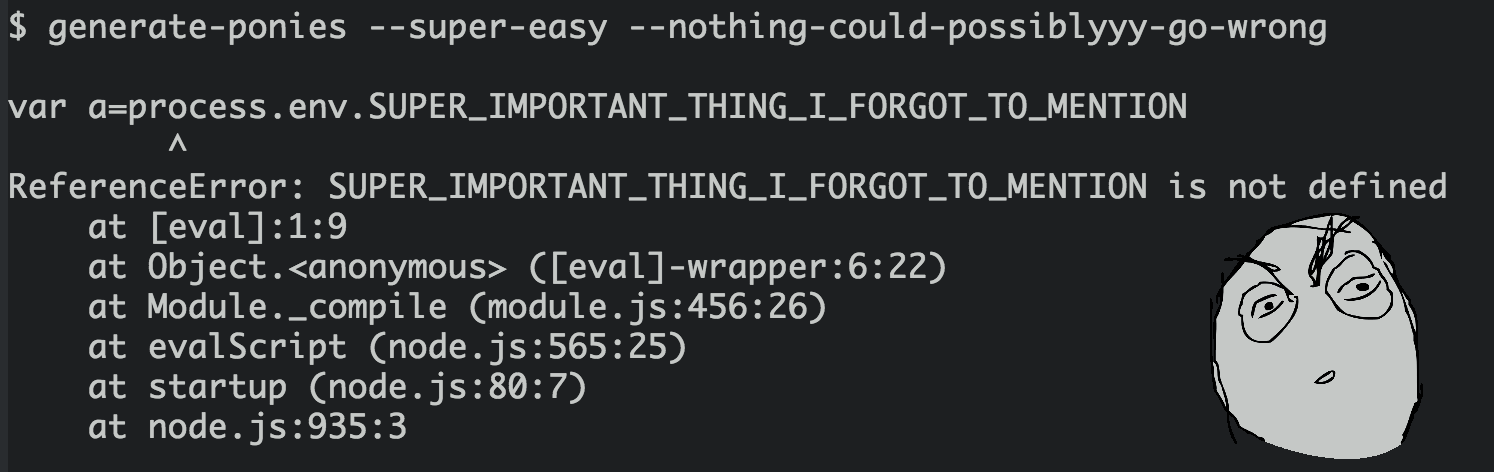 $ generate-ponies --super-easy --nothing-could-possiblyyy-go-wrong
var a=process.env.SUPER_IMPORTANT_THING_I_FORGOT_TO_MENTION
^
ReferenceError: SUPER_IMPORTANT_THING_I_FORGOT_TO_MENTION is not defined
at [eval]:1:9
at Object.<anonymous> ([eval]-wrapper:6:22)
at Module._compile (module.js:456:26)
at evalScript (node.js:565:25)
at startup (node.js:80:7)
at node.js:935:3